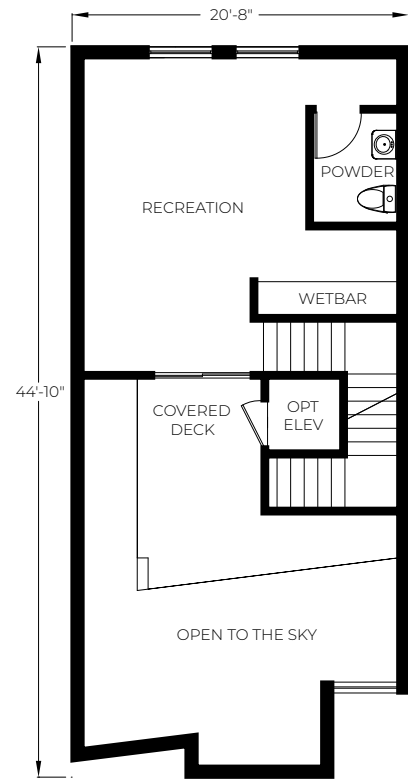 20'-8"
POWDER
RECREATION
WETBAR
44'-10"
COVERED
DECK
OPT
ELEV
OPEN TO THE SKY